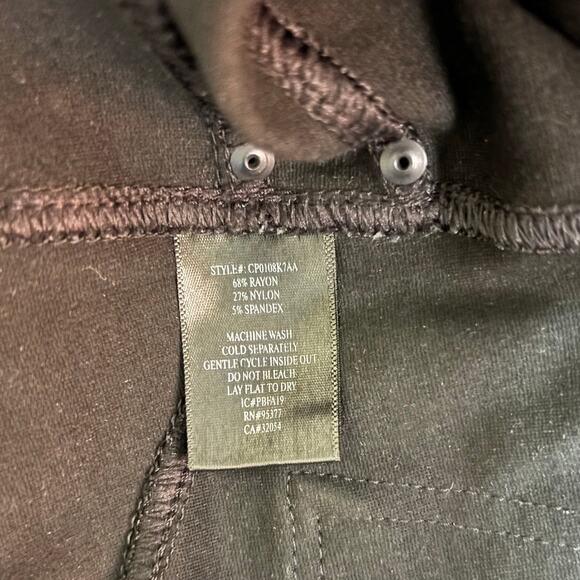 STYLE#: CP0108K7AA
68% RAYON
27% NYLON
5% SPANDEX
MACHINE WASH
COLD SEPARATELY
GENTLE CYCLE INSIDE OUT
DO NOT BLEACH
LAY FLAT TO DRY
IC#PBFA19
RN#95377
CA#32054